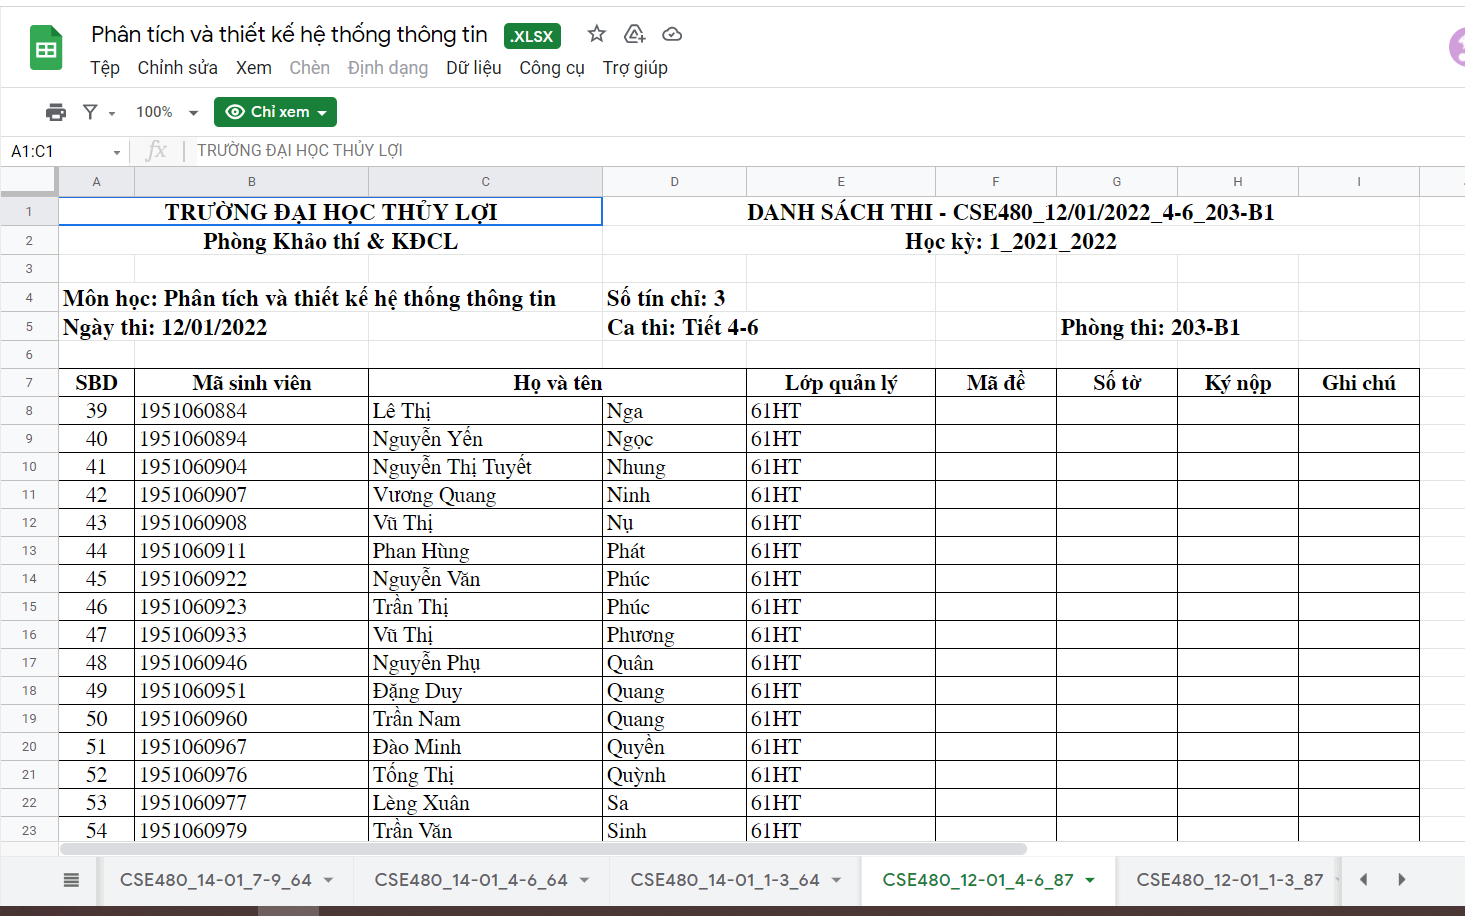 Phân tích và thiết kế hệ thống thông tin .XLSX
Tệp Chỉnh sửa Xem Chèn Định dạng Dữ liệu Công cụ Trợ giúp
100% Chỉ xem
A1:C1 fx TRƯỜNG ĐẠI HỌC THỦY LỢI
A B C D E F G H I
1 TRƯỜNG ĐẠI HỌC THỦY LỢI DANH SÁCH THI - CSE480_12/01/2022_4-6_203-B1
2 Phòng Khảo thí & KĐCL Học kỳ: 1_2021_2022
3
4 Môn học: Phân tích và thiết kế hệ thống thông tin Số tín chỉ: 3
5 Ngày thi: 12/01/2022 Ca thi: Tiết 4-6 Phòng thi: 203-B1
6
7 SBD Mã sinh viên Họ và tên Lớp quản lý Mã đề Số tờ Ký nộp Ghi chú
8 39 1951060884 Lê Thị Nga 61HT
9 40 1951060894 Nguyễn Yến Ngọc 61HT
10 41 1951060904 Nguyễn Thị Tuyết Nhung 61HT
11 42 1951060907 Vương Quang Ninh 61HT
12 43 1951060908 Vũ Thị Nụ 61HT
13 44 1951060911 Phan Hùng Phát 61HT
14 45 1951060922 Nguyễn Văn Phúc 61HT
15 46 1951060923 Trần Thị Phúc 61HT
16 47 1951060933 Vũ Thị Phương 61HT
17 48 1951060946 Nguyễn Phụ Quân 61HT
18 49 1951060951 Đặng Duy Quang 61HT
19 50 1951060960 Trần Nam Quang 61HT
20 51 1951060967 Đào Minh Quyền 61HT
21 52 1951060976 Tống Thị Quỳnh 61HT
22 53 1951060977 Lèng Xuân Sa 61HT
23 54 1951060979 Trần Văn Sinh 61HT
CSE480_14-01_7-9_64 CSE480_14-01_4-6_64 CSE480_14-01_1-3_64 CSE480_12-01_4-6_87 CSE480_12-01_1-3_87